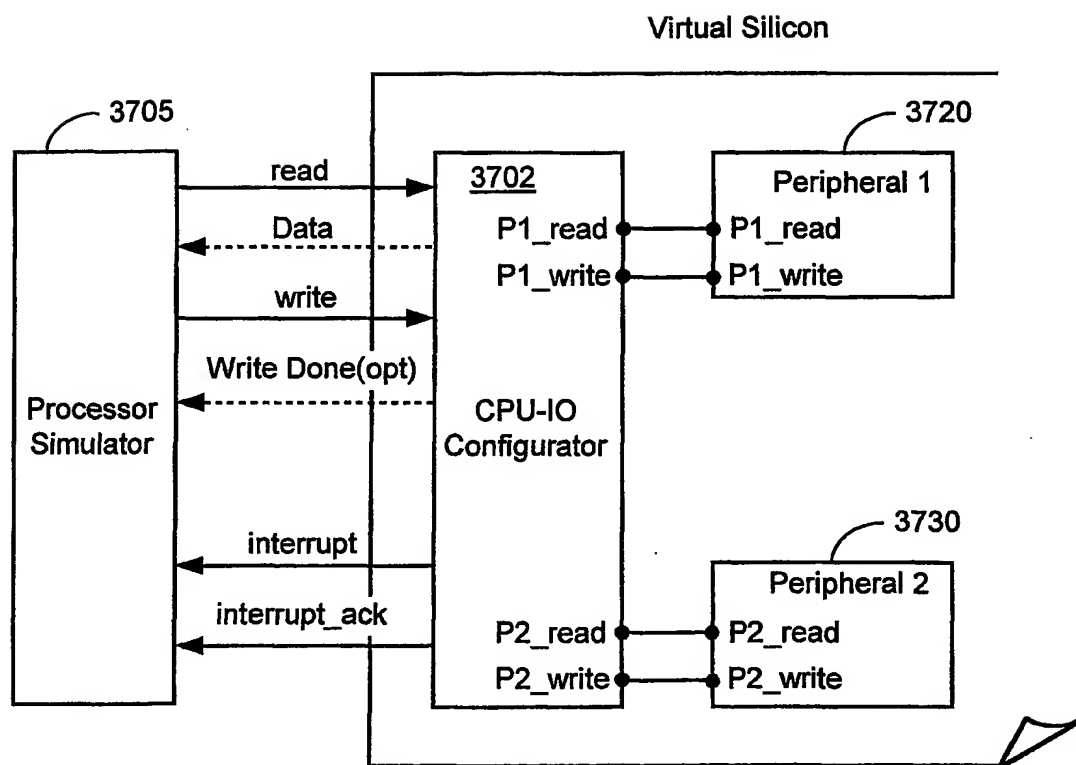 Virtual Silicon
3705
3720
read
3702
Peripheral 1
Data
P1_read
P1_read
P1_write
P1_write
write
Write Done(opt)
Processor
Simulator
CPU-IO
Configurator
3730
interrupt
Peripheral 2
interrupt_ack
P2_read
P2_read
P2_write
P2_write